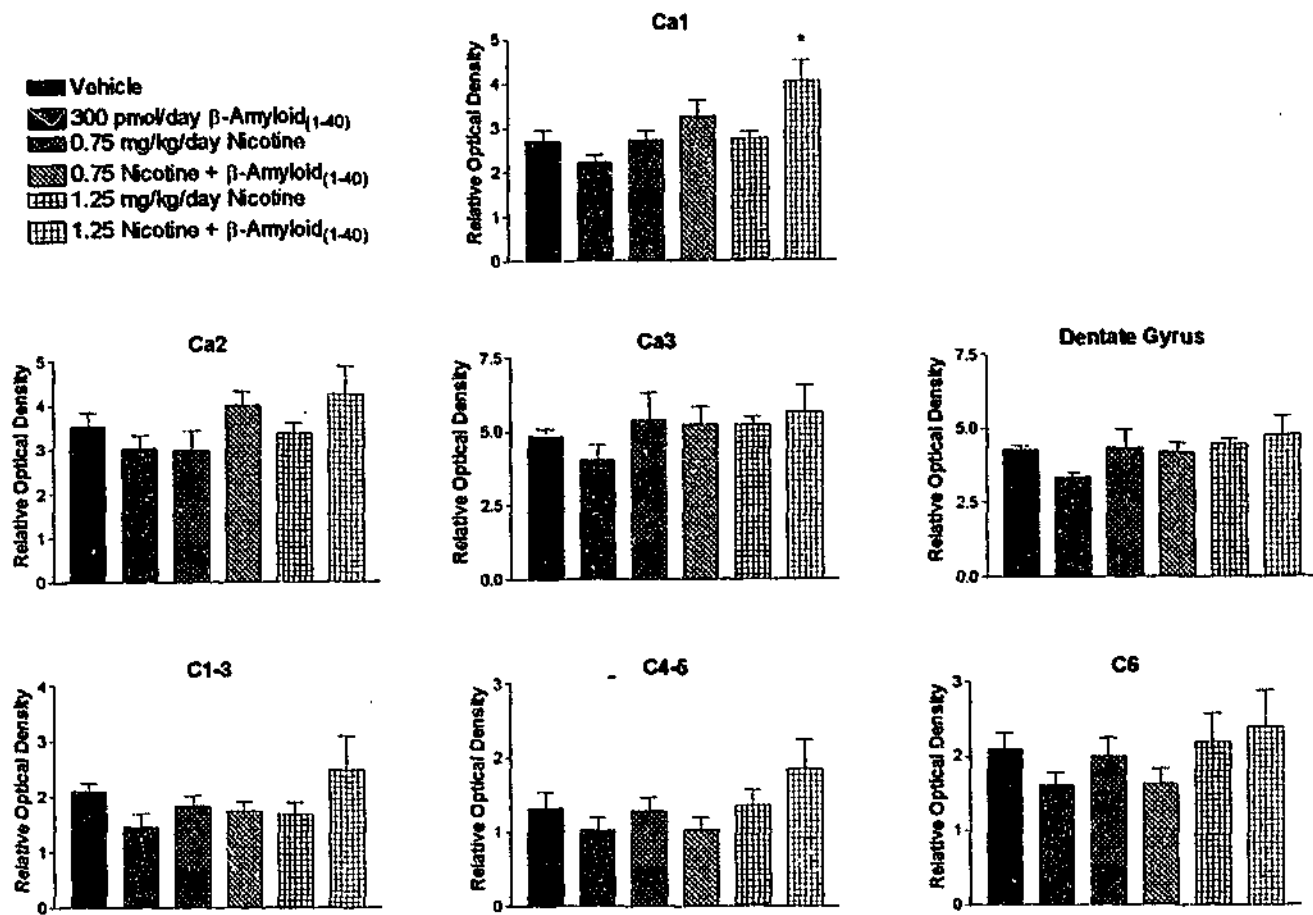 Ca1
Vehicle
300 pmol/day β-Amyloid(1-40)
0.75 mg/kg/day Nicotine
0.75 Nicotine + β-Amyloid(1-40)
1.25 mg/kg/day Nicotine
1.25 Nicotine + β-Amyloid(1-40)
Relative Optical Density
5
4
3
2
1
0
*
Ca2
Relative Optical Density
5
4
3
2
1
0
Ca3
Relative Optical Density
7.5
5.0
2.5
0.0
Dentate Gyrus
Relative Optical Density
7.5
5.0
2.5
0.0
C1-3
Relative Optical Density
4
3
2
1
0
C4-5
Relative Optical Density
3
2
1
0
C6
Relative Optical Density
3
2
1
0